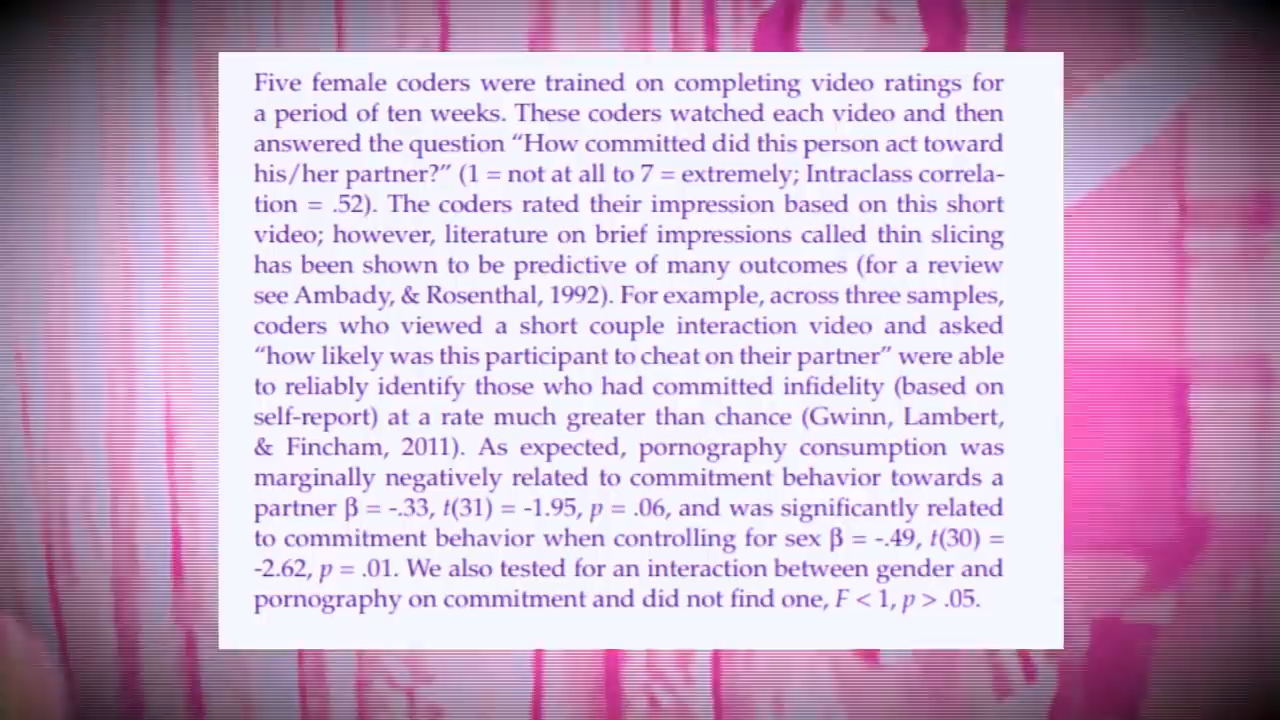 Five female coders were trained on completing video ratings for
a period of ten weeks. These coders watched each video and then
answered the question “How committed did this person act toward
his/her partner?” (1 = not at all to 7 = extremely; Intraclass correla-
tion = .52). The coders rated their impression based on this short
video; however, literature on brief impressions called thin slicing
has been shown to be predictive of many outcomes (for a review
see Ambady, & Rosenthal, 1992). For example, across three samples,
coders who viewed a short couple interaction video and asked
“how likely was this participant to cheat on their partner” were able
to reliably identify those who had committed infidelity (based on
self-report) at a rate much greater than chance (Gwinn, Lambert,
& Fincham, 2011). As expected, pornography consumption was
marginally negatively related to commitment behavior towards a
partner β = -.33, t(31) = -1.95, p = .06, and was significantly related
to commitment behavior when controlling for sex β = -.49, t(30) =
-2.62, p = .01. We also tested for an interaction between gender and
pornography on commitment and did not find one, F < 1, p > .05.